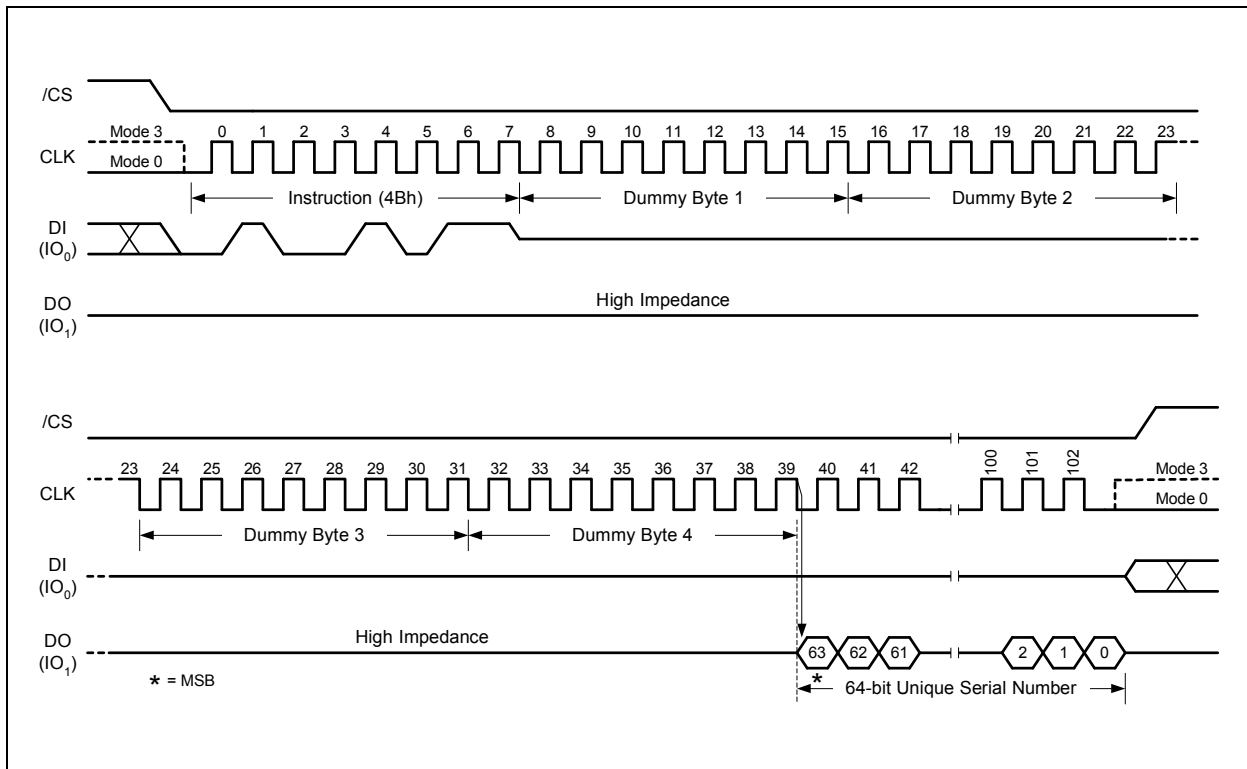 /CS
Mode 3 0 1 2 3 4 5 6 7 8 9 10 11 12 13 14 15 16 17 18 19 20 21 22 23
CLK
Mode 0
Instruction (4Bh) Dummy Byte 1 Dummy Byte 2
DI
(IO0)
High Impedance
DO
(IO1)
/CS
23 24 25 26 27 28 29 30 31 32 33 34 35 36 37 38 39 40 41 42 100 101 102 Mode 3
CLK
Mode 0
Dummy Byte 3 Dummy Byte 4
DI
(IO0)
High Impedance
DO
(IO1)
63 62 61 2 1 0
* = MSB
* 64-bit Unique Serial Number